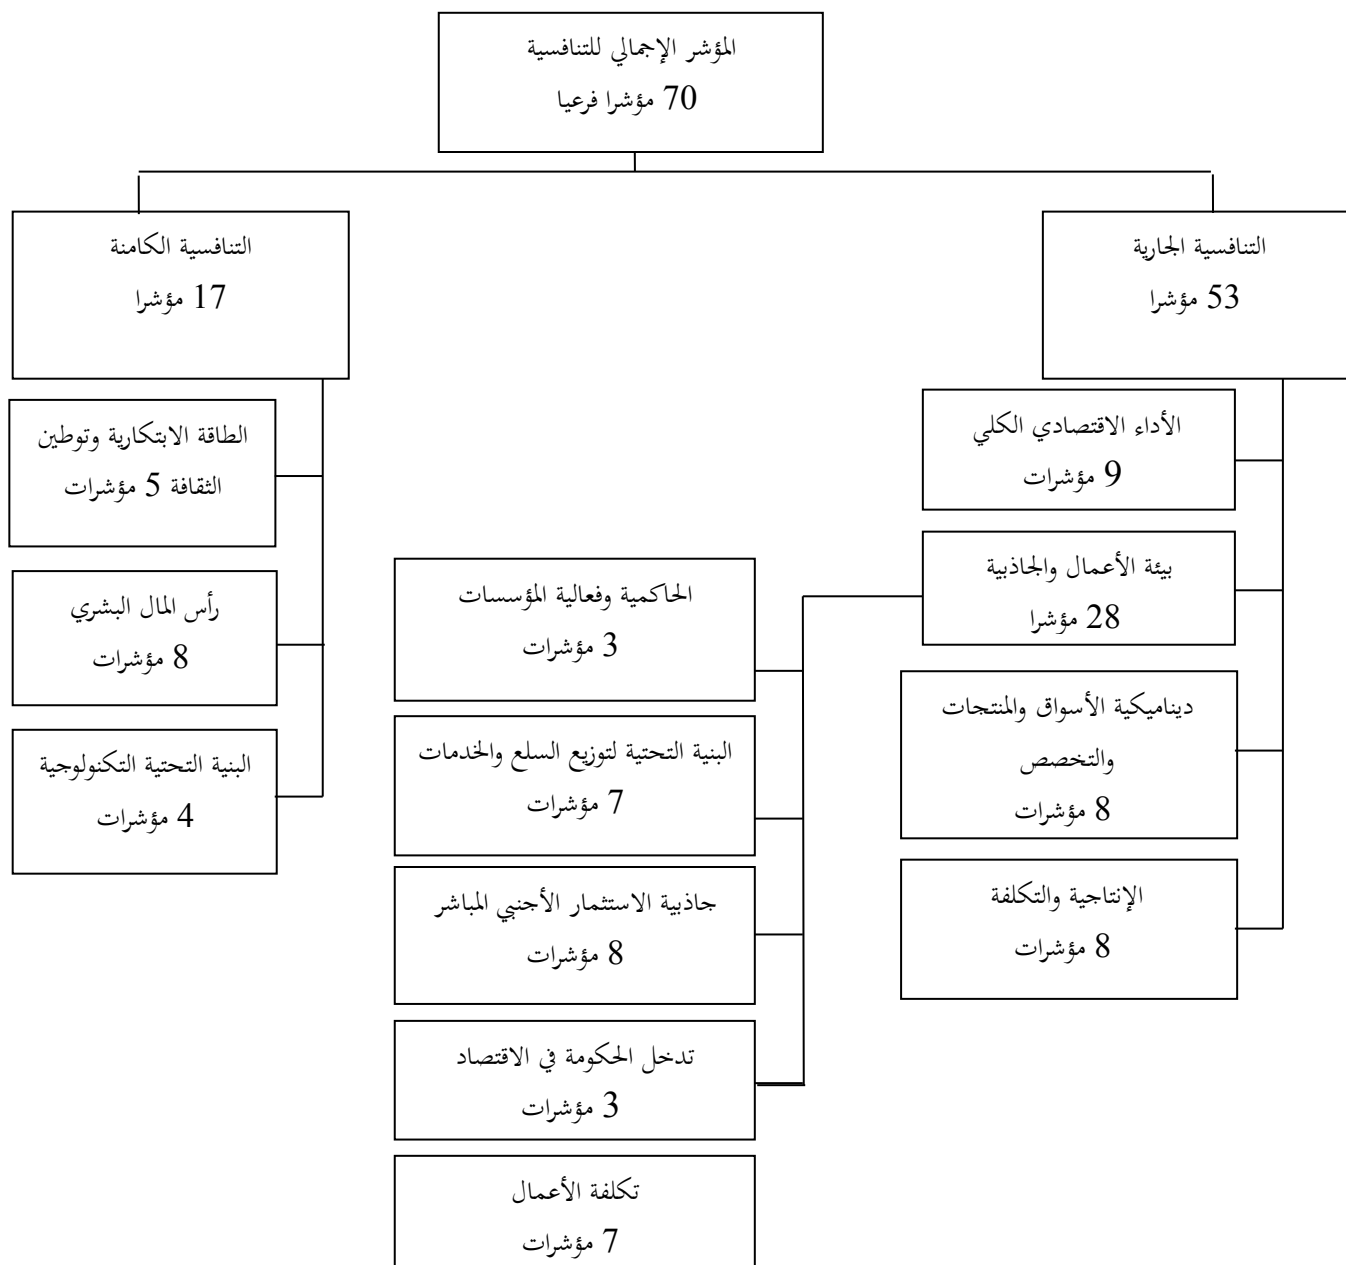 المؤشر الإجمالي للتنافسية
70 مؤشرا فرعيا
التنافسية الجارية
53 مؤشرا
التنافسية الكامنة
17 مؤشرا
الأداء الاقتصادي الكلي
9 مؤشرات
بيئة الأعمال والجاذبية
28 مؤشرا
ديناميكية الأسواق والمنتجات
والتخصص
8 مؤشرات
الإنتاجية والتكلفة
8 مؤشرات
الحاكمية وفعالية المؤسسات
3 مؤشرات
البنية التحتية لتوزيع السلع والخدمات
7 مؤشرات
جاذبية الاستثمار الأجنبي المباشر
8 مؤشرات
تدخل الحكومة في الاقتصاد
3 مؤشرات
تكلفة الأعمال
7 مؤشرات
الطاقة الابتكارية وتوطين
الثقافة 5 مؤشرات
رأس المال البشري
8 مؤشرات
البنية التحتية التكنولوجية
4 مؤشرات